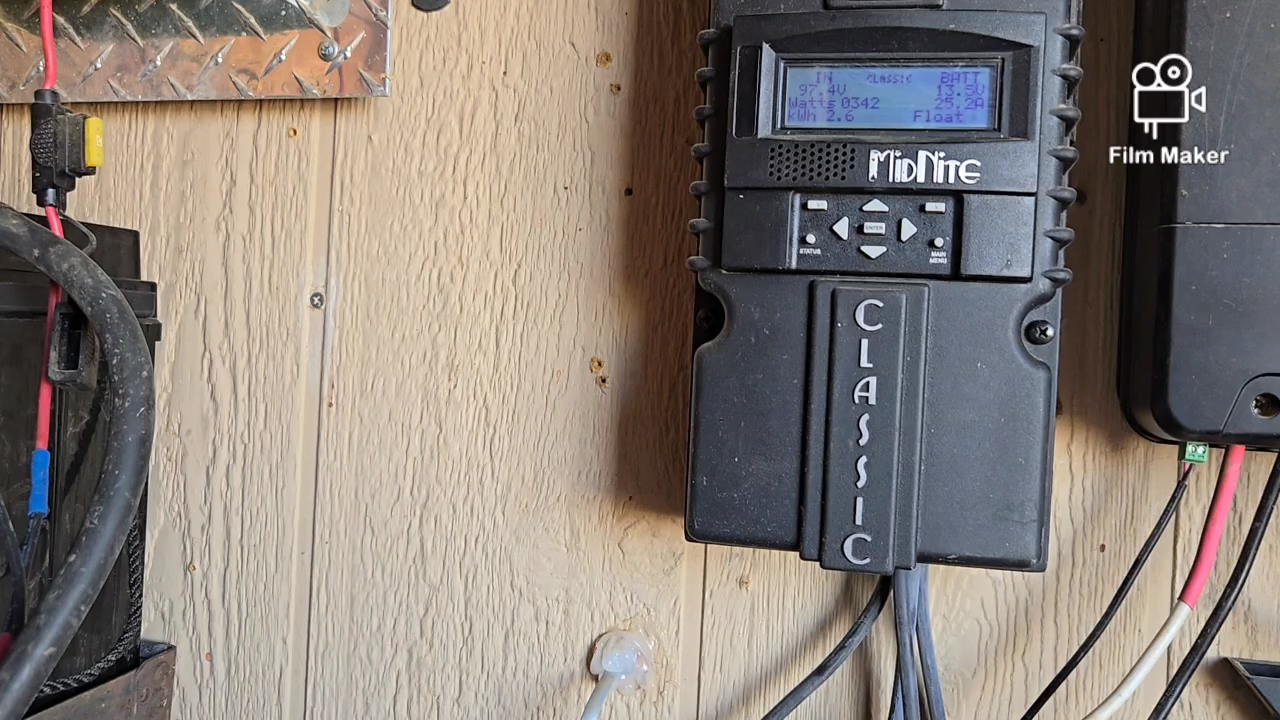 IN CLASSIC BATT
97.4V 13.5V
Watts 0342 25.2A
kWh 2.6 Float
MIDNITE
ENTER
STATUS
MAIN
MENU
CLASSIC
Film Maker